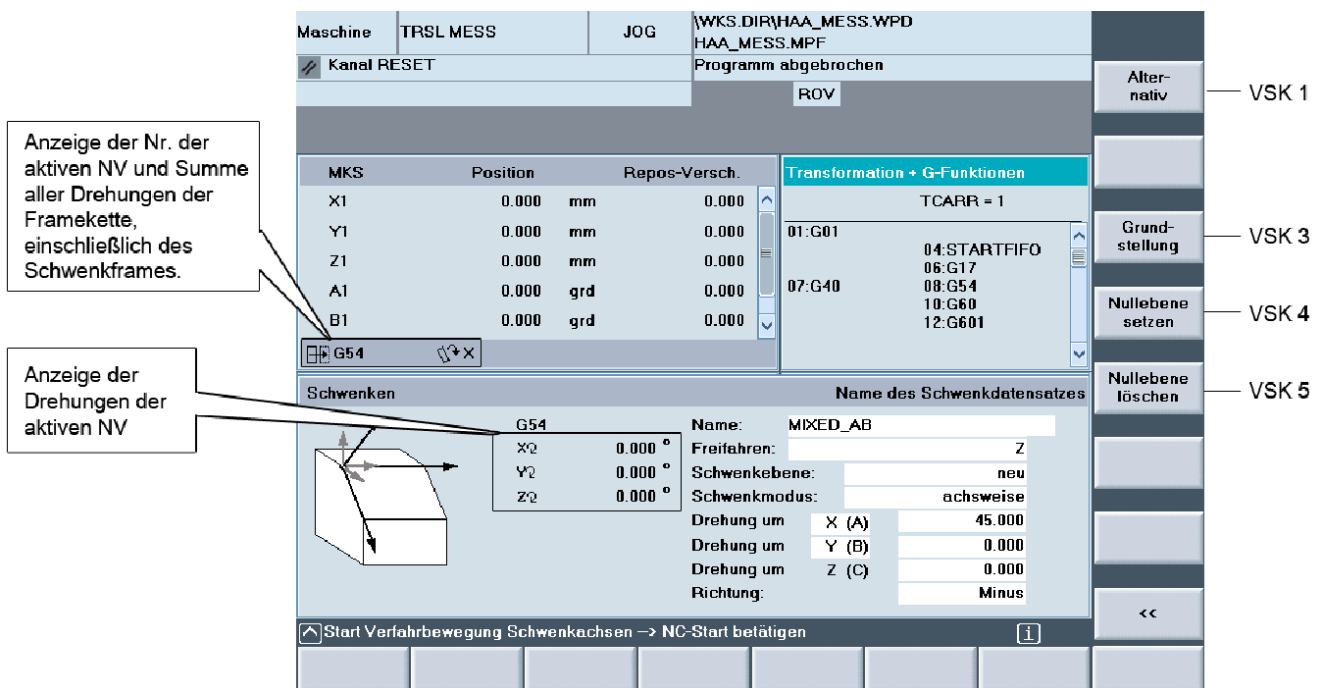 Maschine TRSL MESS JOG \WKS.DIR\HAA_MESS.WPD
HAA_MESS.MPF
Kanal RESET Programm abgebrochen
ROV
Alter-
nativ
VSK 1
Anzeige der Nr. der
aktiven NV und Summe
aller Drehungen der
Framekette,
einschließlich des
Schwenkframes.
MKS Position Repos-Versch.
X1 0.000 mm 0.000
Y1 0.000 mm 0.000
Z1 0.000 mm 0.000
A1 0.000 grd 0.000
B1 0.000 grd 0.000
G54 X
Transformation + G-Funktionen
TCARR = 1
01:G01
04:STARTFIFO
06:G17
07:G40 08:G54
10:G60
12:G601
Grund-
stellung
VSK 3
Nullebene
setzen
VSK 4
Nullebene
löschen
VSK 5
Anzeige der
Drehungen der
aktiven NV
Schwenken Name des Schwenkdatensatzes
G54
X 0.000 °
Y 0.000 °
Z 0.000 °
Name: MIXED_AB
Freifahren: Z
Schwenkebene: neu
Schwenkmodus: achsweise
Drehung um X (A) 45.000
Drehung um Y (B) 0.000
Drehung um Z (C) 0.000
Richtung: Minus
<<
Start Verfahrbewegung Schwenkachsen –> NC-Start betätigen i